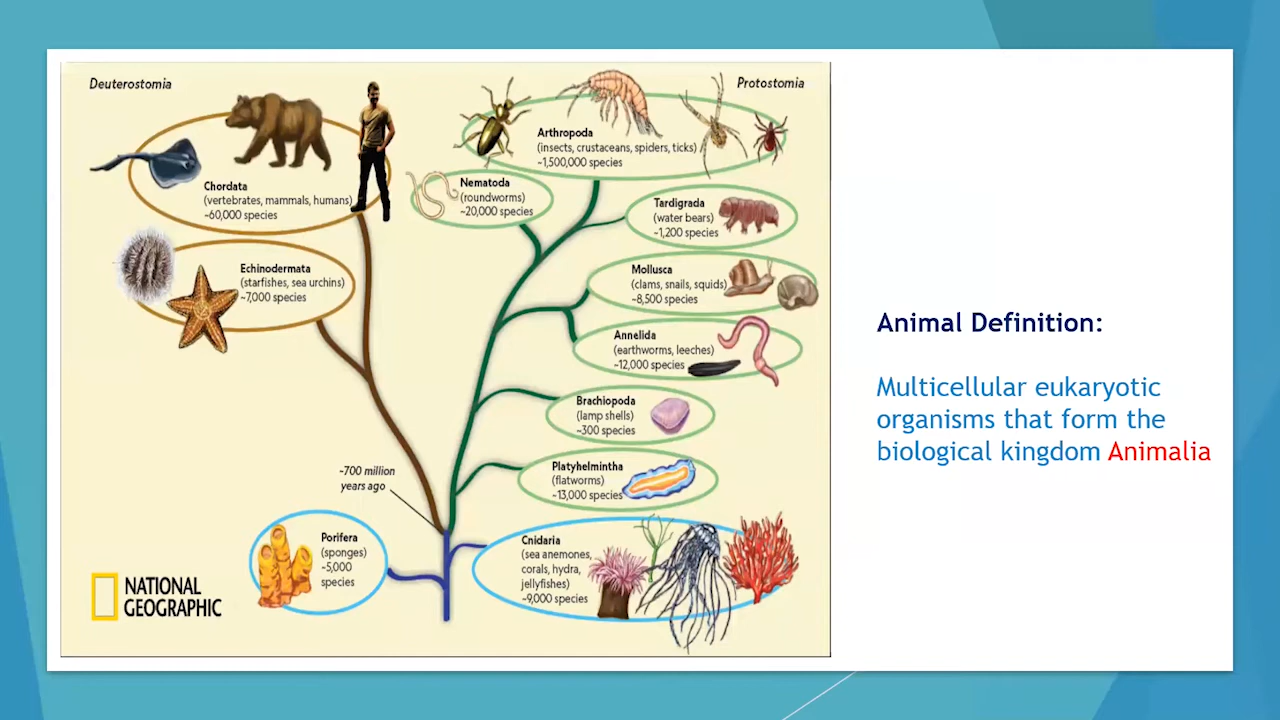 Deuterostomia
Protostomia
Chordata
(vertebrates, mammals, humans)
~60,000 species
Echinodermata
(starfishes, sea urchins)
~7,000 species
Arthropoda
(insects, crustaceans, spiders, ticks)
~1,500,000 species
Nematoda
(roundworms)
~20,000 species
Tardigrada
(water bears)
~1,200 species
Mollusca
(clams, snails, squids)
~8,500 species
Annelida
(earthworms, leeches)
~12,000 species
Brachiopoda
(lamp shells)
~300 species
Platyhelmintha
(flatworms)
~13,000 species
~700 million
years ago
Porifera
(sponges)
~5,000
species
Cnidaria
(sea anemones,
corals, hydra,
jellyfishes)
~9,000 species
NATIONAL
GEOGRAPHIC
Animal Definition:
Multicellular eukaryotic
organisms that form the
biological kingdom Animalia